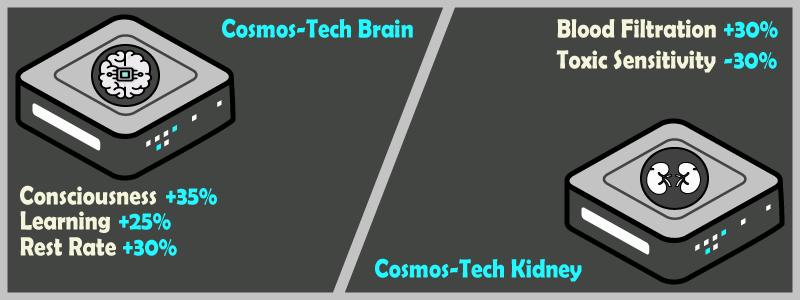 Cosmos-Tech Brain
Consciousness +35%
Learning +25%
Rest Rate +30%
Blood Filtration +30%
Toxic Sensitivity -30%
Cosmos-Tech Kidney